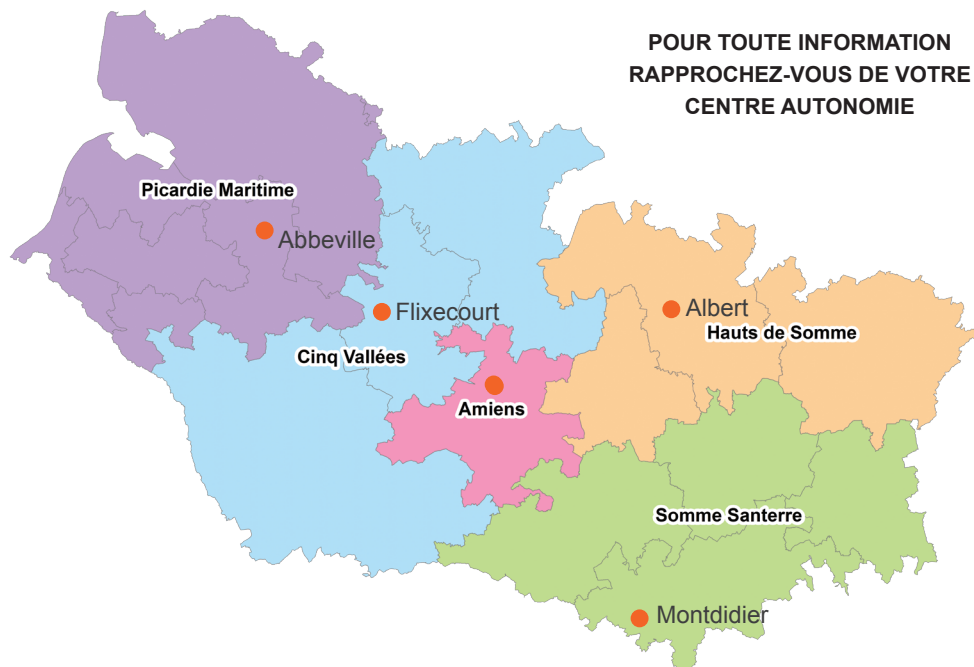 POUR TOUTE INFORMATION
RAPPROCHEZ-VOUS DE VOTRE
CENTRE AUTONOMIE
Picardie Maritime
Abbeville
Flixecourt
Cinq Vallées
Albert
Hauts de Somme
Amiens
Somme Santerre
Montdidier